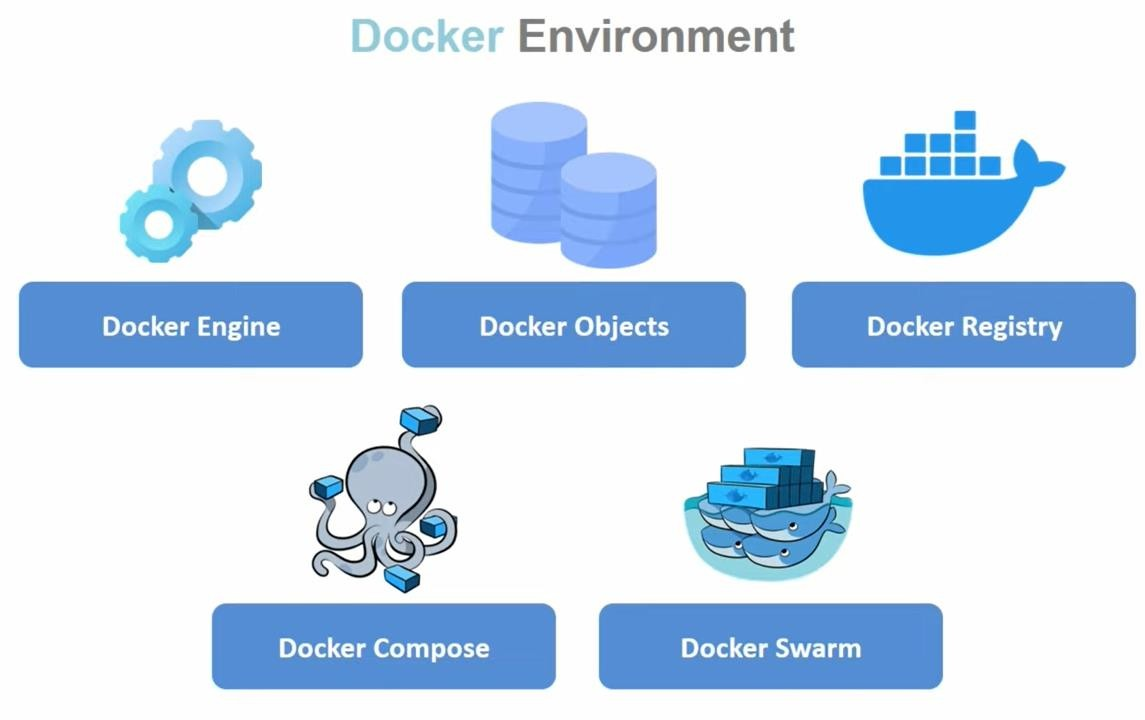 Docker Environment
Docker Engine
Docker Objects
Docker Registry
Docker Compose
Docker Swarm